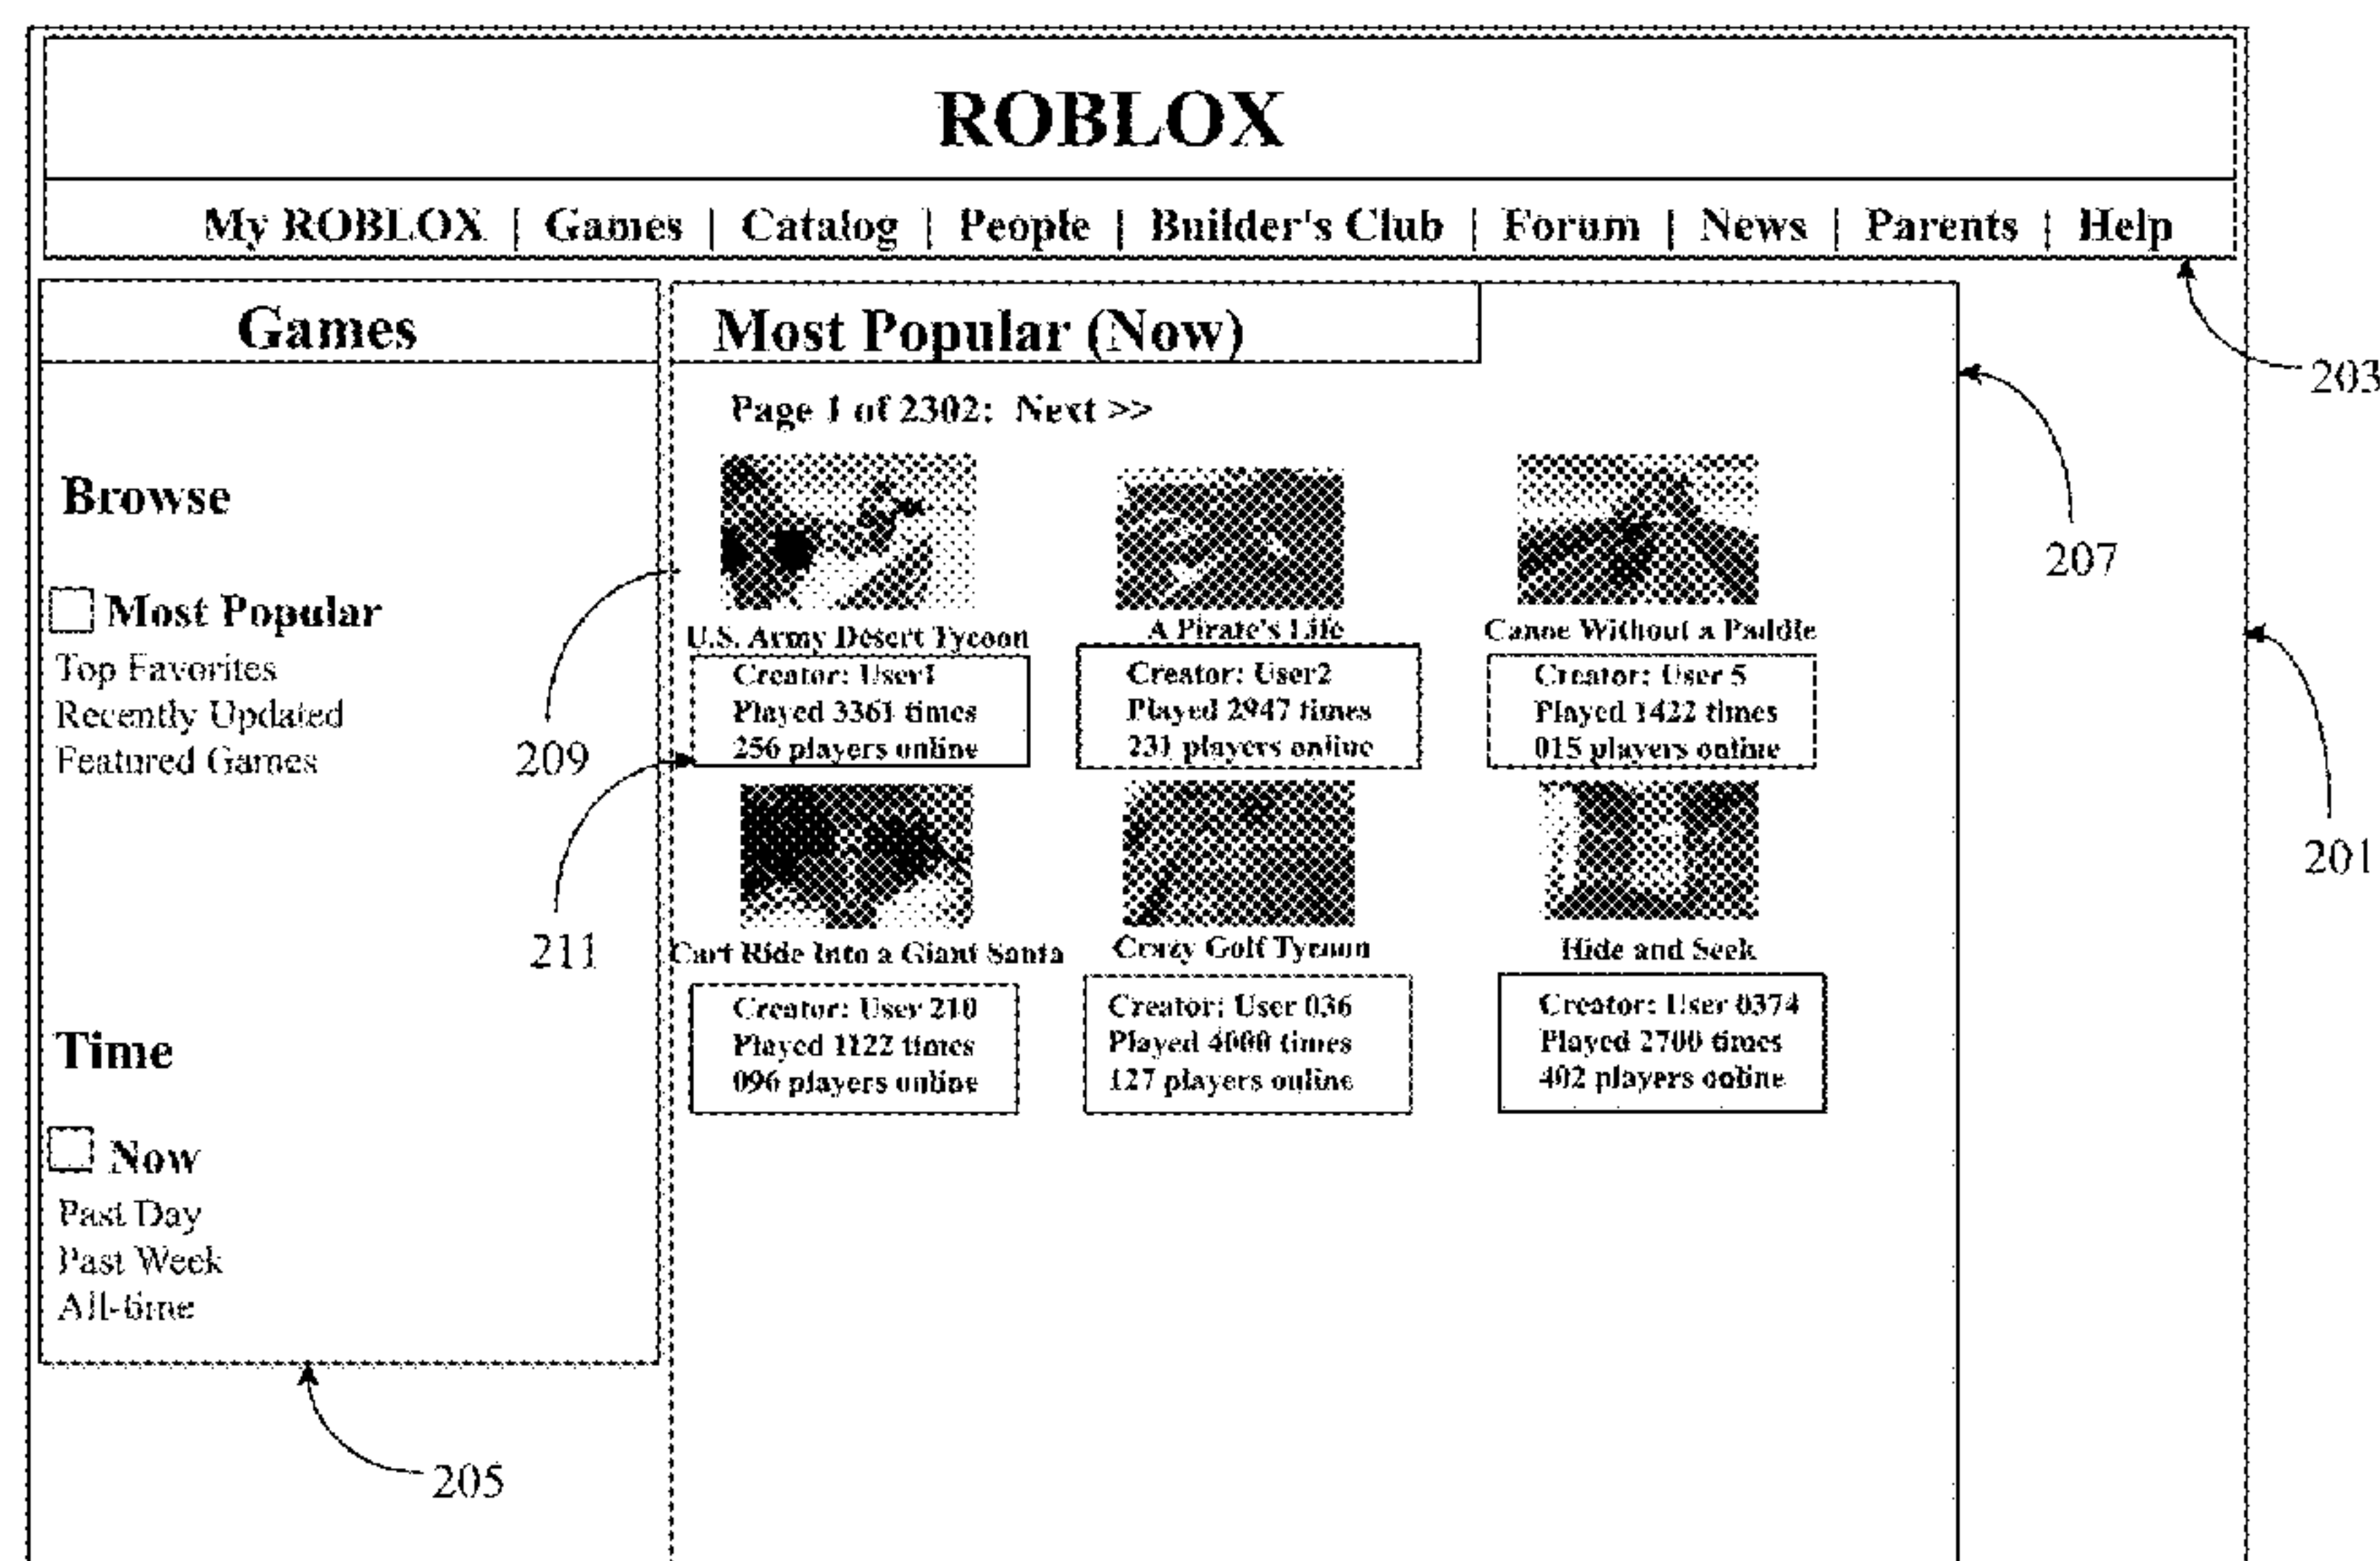 ROBLOX
My ROBLOX | Games | Catalog | People | Builder's Club | Forum | News | Parents | Help
Games
Browse
Most Popular
Top Favorites
Recently Updated
Featured Games
Time
Now
Past Day
Past Week
All-time
Most Popular (Now)
Page 1 of 2302: Next >>
U.S. Army Desert Tycoon
Creator: User1
Played 3361 times
256 players online
A Pirate's Life
Creator: User2
Played 2947 times
231 players online
Canoe Without a Paddle
Creator: User 5
Played 1422 times
015 players online
Cart Ride Into a Giant Santa
Creator: User 210
Played 1122 times
096 players online
Crazy Golf Tycoon
Creator: User 036
Played 4000 times
127 players online
Hide and Seek
Creator: User 0374
Played 2700 times
402 players online
203
207
209
201
211
205